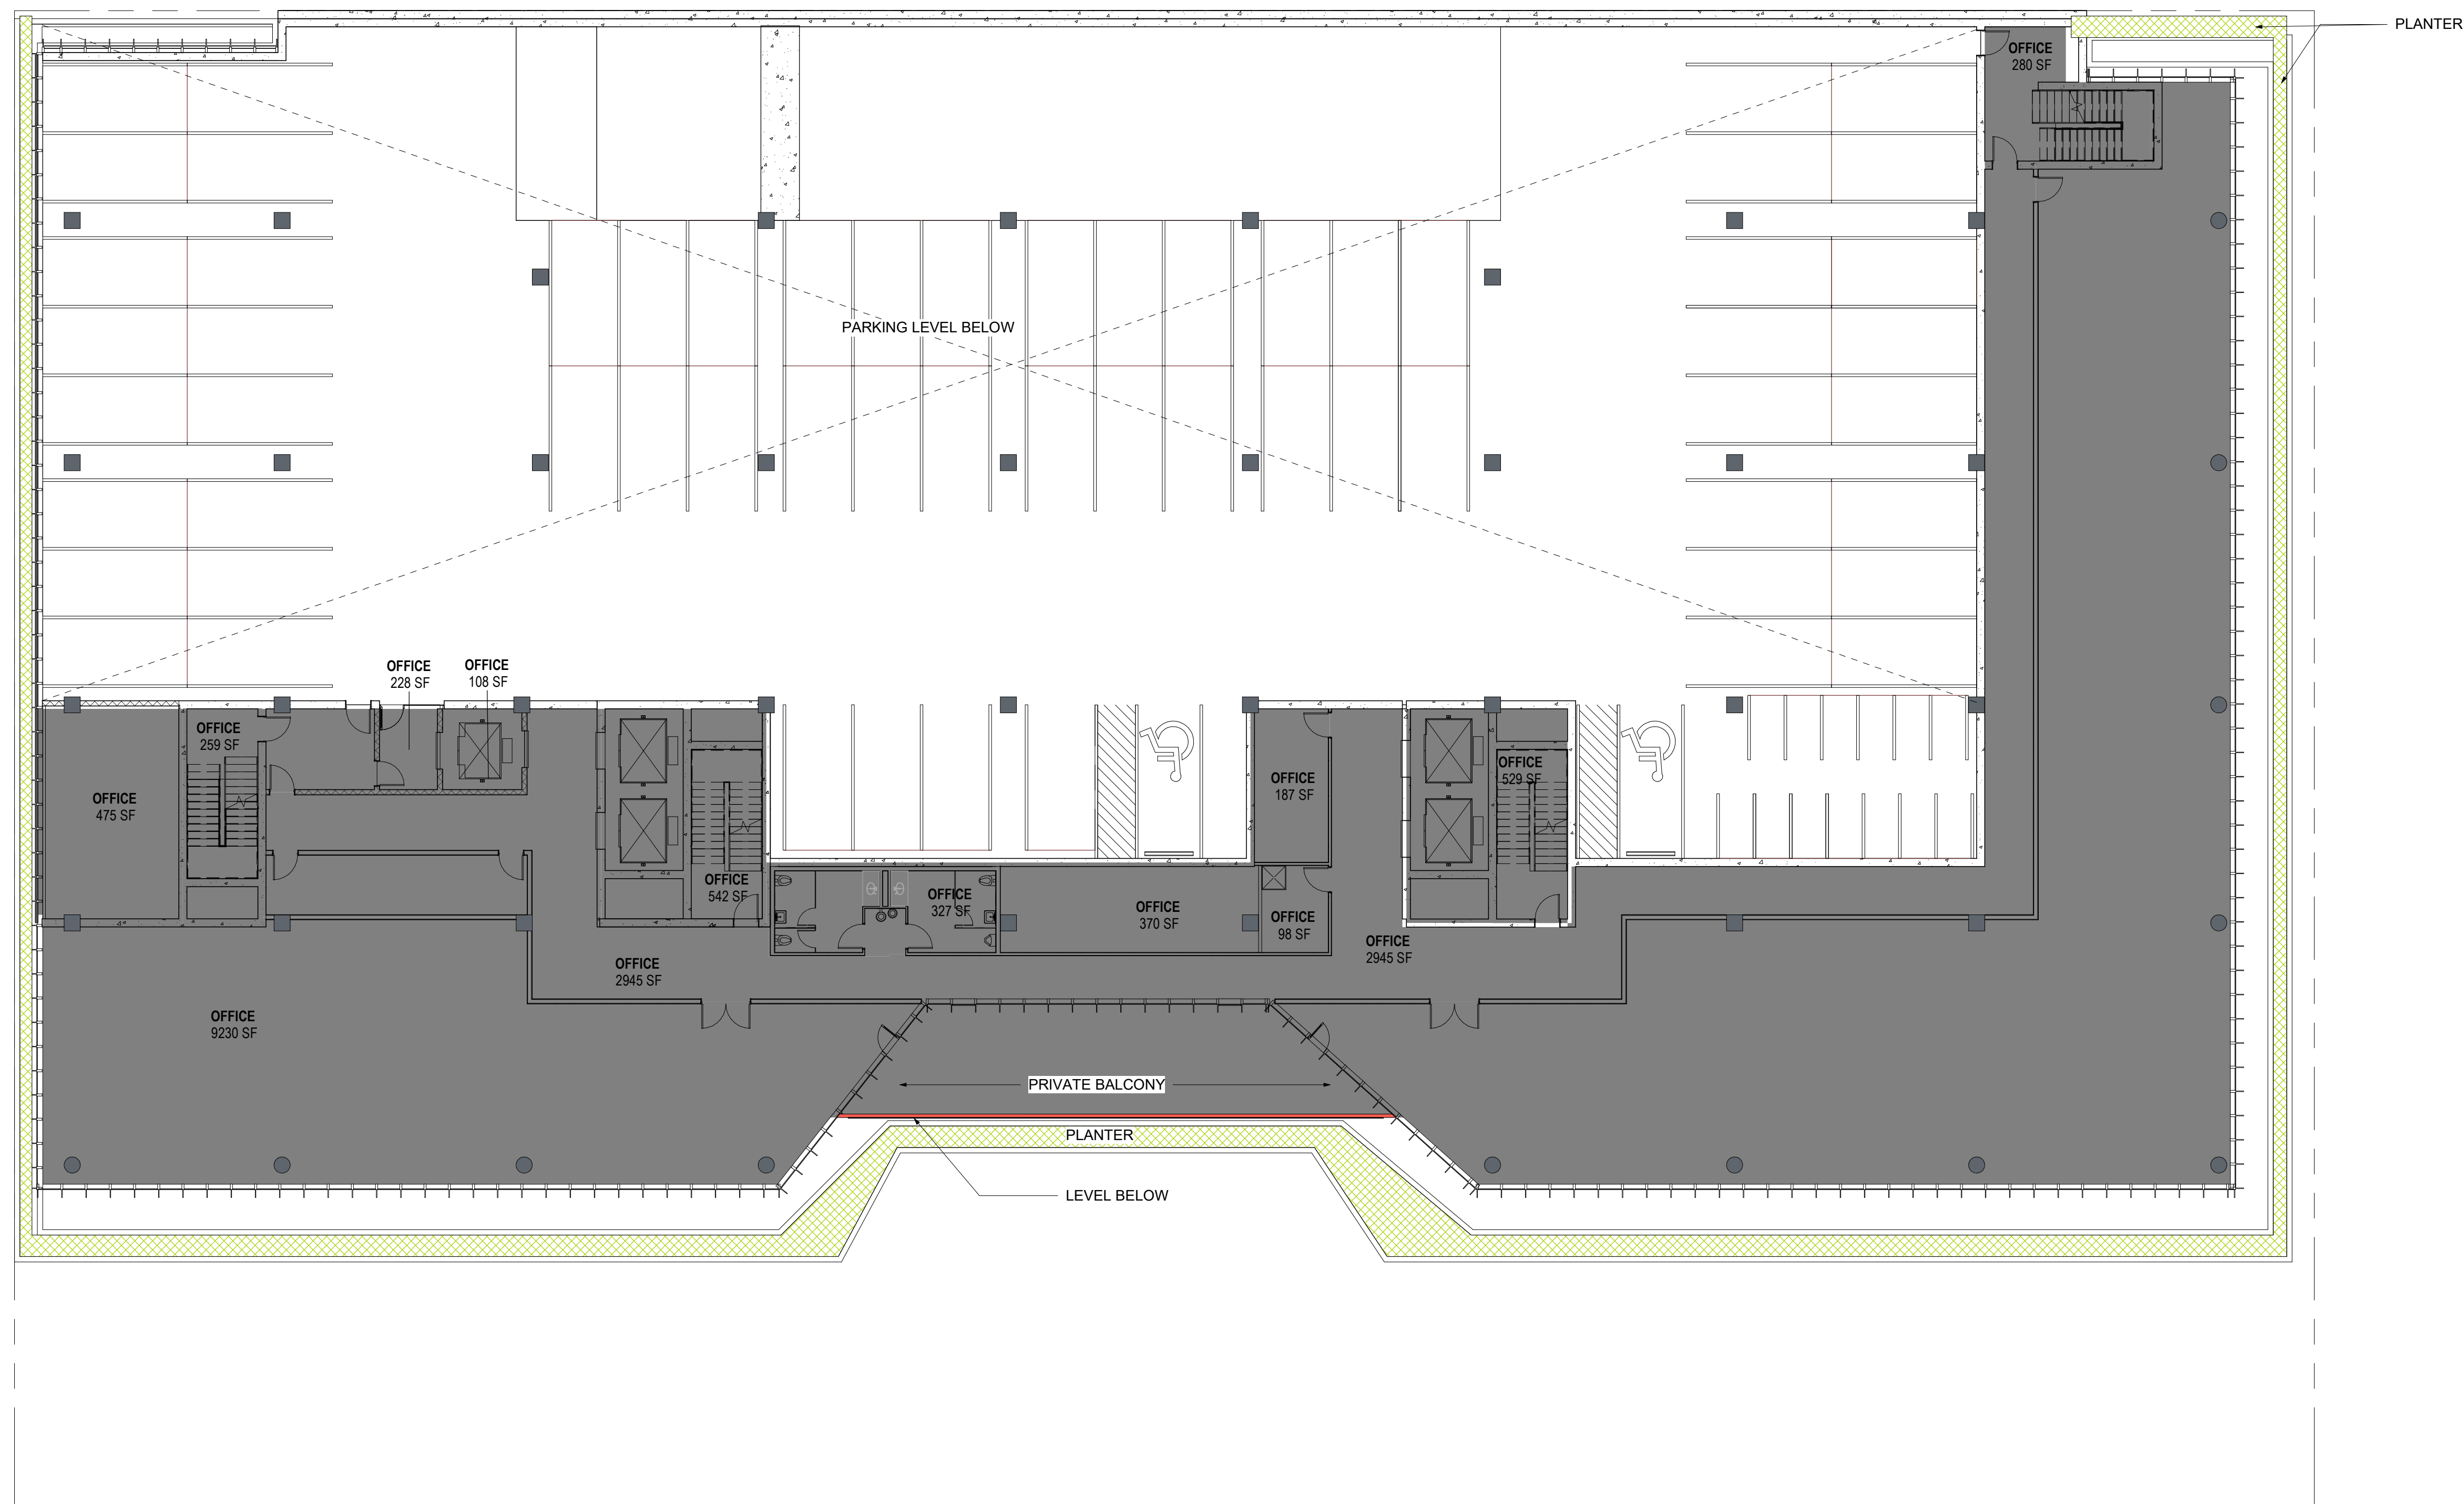 PLANTER
OFFICE
280 SF
PARKING LEVEL BELOW
OFFICE
228 SF
OFFICE
108 SF
OFFICE
259 SF
OFFICE
475 SF
OFFICE
529 SF
OFFICE
187 SF
OFFICE
542 SF
OFFICE
327 SF
OFFICE
370 SF
OFFICE
98 SF
OFFICE
2945 SF
OFFICE
2945 SF
OFFICE
9230 SF
PRIVATE BALCONY
PLANTER
LEVEL BELOW